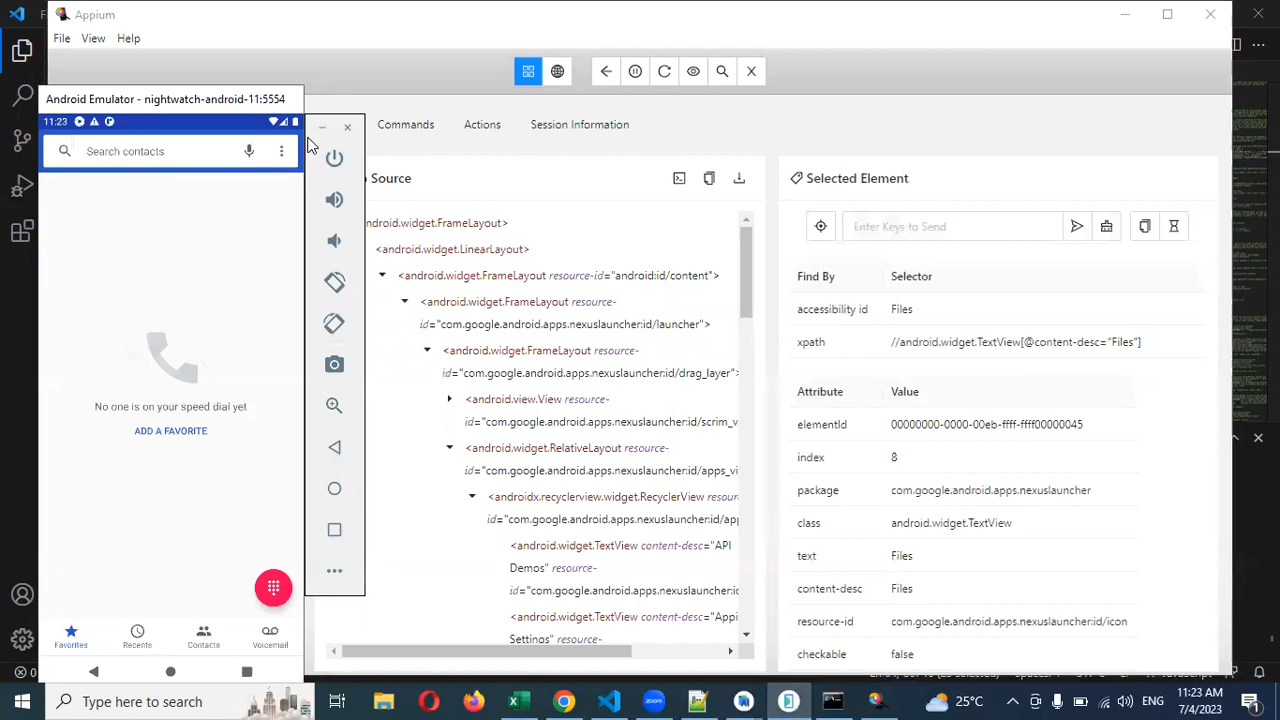 Appium
File View Help
Android Emulator - nightwatch-android-11:5554
11:23
Search contacts
No one is on your speed dial yet
ADD A FAVORITE
Favorites Recents Contacts Voicemail
Commands Actions Session Information
Source
android.widget.FrameLayout>
<android.widget.LinearLayout>
<android.widget.FrameLayout resource-id="android:id/content">
<android.widget.FrameLayout resource-
id="com.google.android.apps.nexuslauncher:id/launcher">
<android.widget.FrameLayout resource-
id="com.google.android.apps.nexuslauncher:id/drag_layer">
<android.view.View resource-
id="com.google.android.apps.nexuslauncher:id/scrim_v
<android.widget.RelativeLayout resource-
id="com.google.android.apps.nexuslauncher:id/apps_vi
<androidx.recyclerview.widget.RecyclerView resour
id="com.google.android.apps.nexuslauncher:id/app
<android.widget.TextView content-desc="API
Demos" resource-
id="com.google.android.apps.nexuslauncher:id/
<android.widget.TextView content-desc="Appi
Settings" resource-
Selected Element
Enter Keys to Send
Find By Selector
accessibility id Files
xpath //android.widget.TextView[@content-desc="Files"]
Attribute Value
elementId 00000000-0000-00eb-ffff-ffff00000045
index 8
package com.google.android.apps.nexuslauncher
class android.widget.TextView
text Files
content-desc Files
resource-id com.google.android.apps.nexuslauncher:id/icon
checkable false
0
Type here to search
25°C
ENG
11:23 AM
7/4/2023